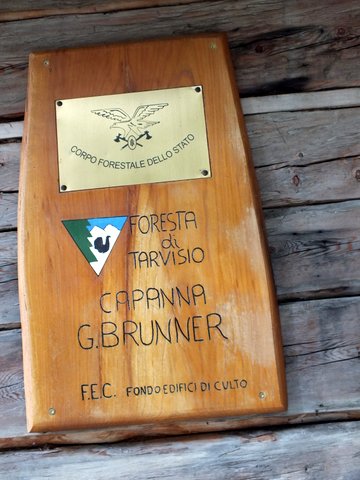 CORPO FORESTALE DELLO STATO
FORESTA
di
TARVISIO
CAPANNA
G.BRUNNER
F.E.C. FONDO EDIFICI DI CULTO